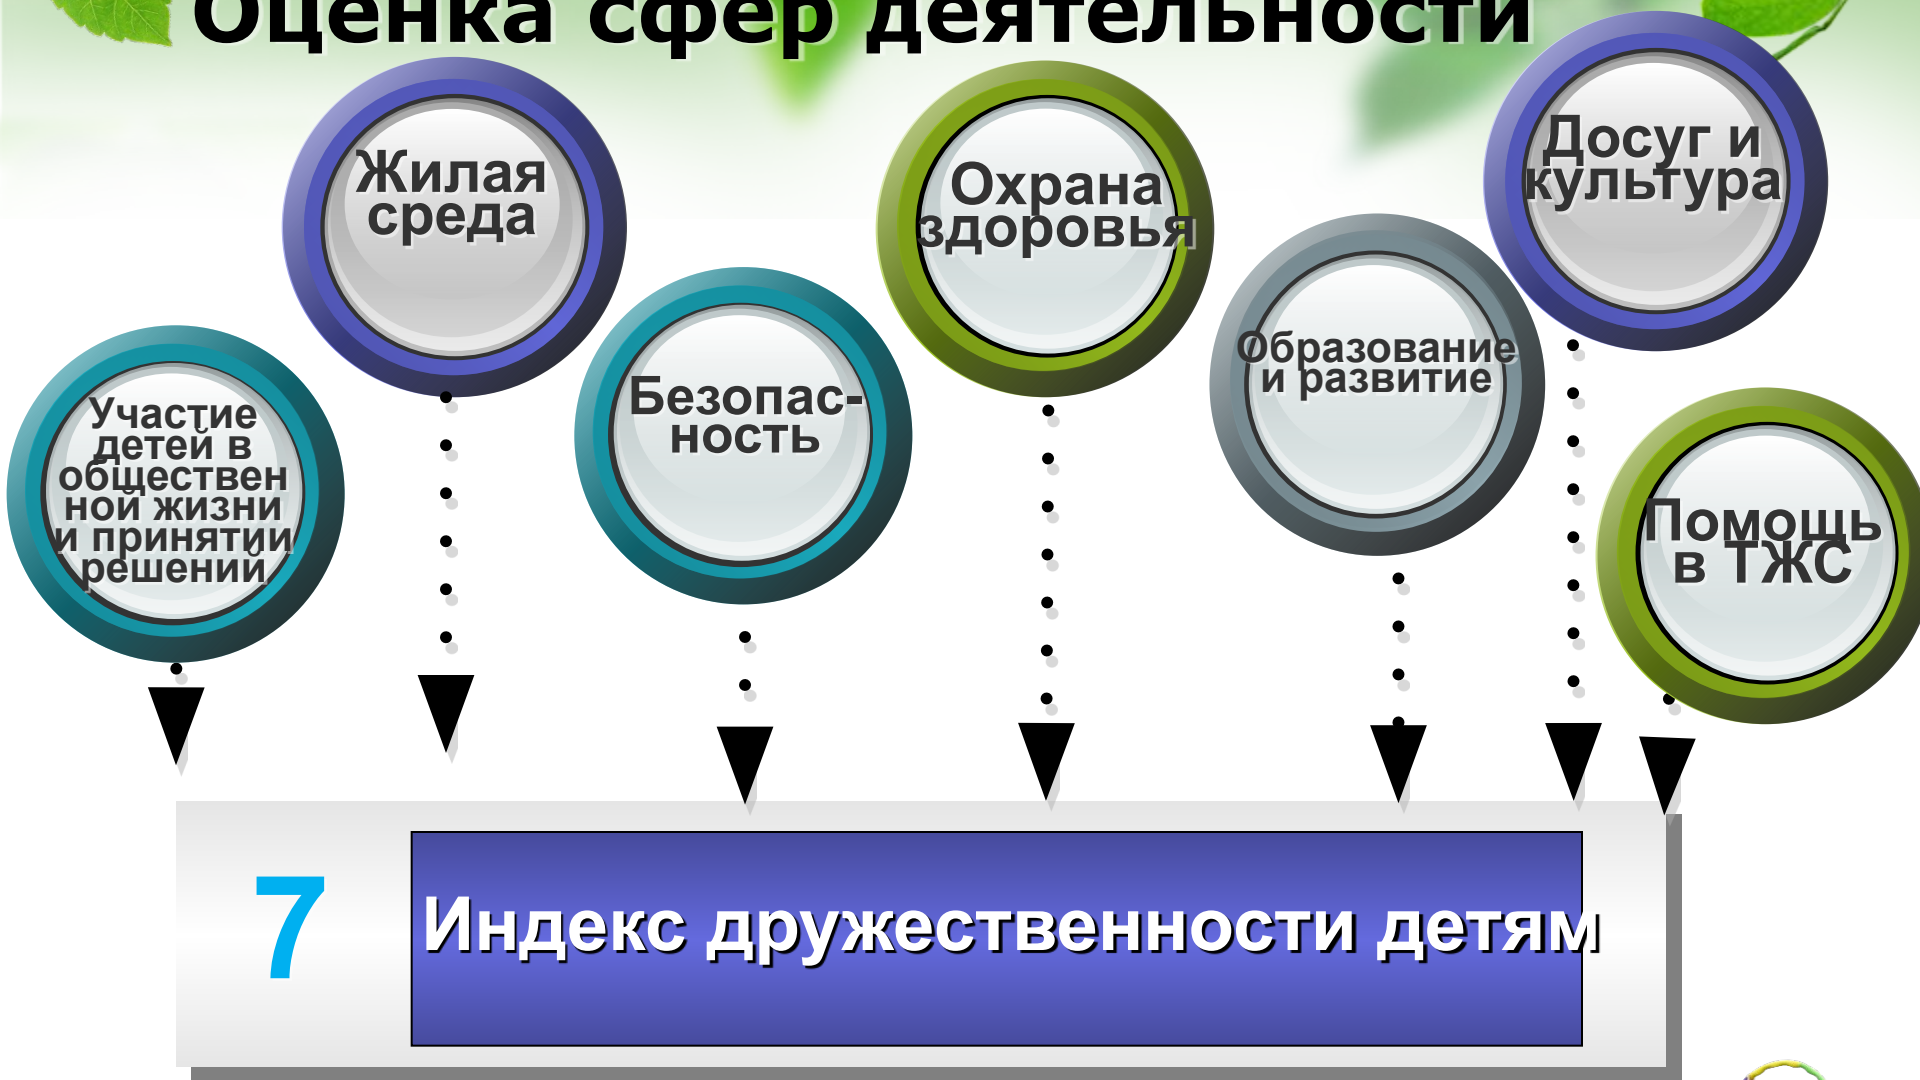 Оценка сфер деятельности
Жилая
среда
Охрана
здоровья
Досуг и
культура
Образование
и развитие
Безопас-
ность
Участие
детей в
обществен
ной жизни
и принятии
решений
Помощь
в ТЖС
7
Индекс дружественности детям